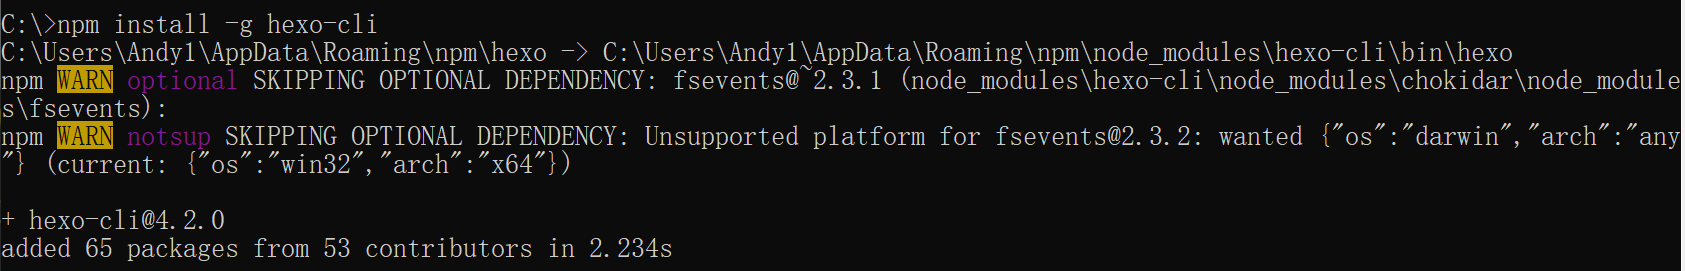 C:\>npm install -g hexo-cli
C:\Users\Andy1\AppData\Roaming\npm\hexo -> C:\Users\Andy1\AppData\Roaming\npm\node_modules\hexo-cli\bin\hexo
npm WARN optional SKIPPING OPTIONAL DEPENDENCY: fsevents@~2.3.1 (node_modules\hexo-cli\node_modules\chokidar\node_module
s\fsevents):
npm WARN notsup SKIPPING OPTIONAL DEPENDENCY: Unsupported platform for fsevents@2.3.2: wanted {"os":"darwin","arch":"any
"} (current: {"os":"win32","arch":"x64"})
+ hexo-cli@4.2.0
added 65 packages from 53 contributors in 2.234s